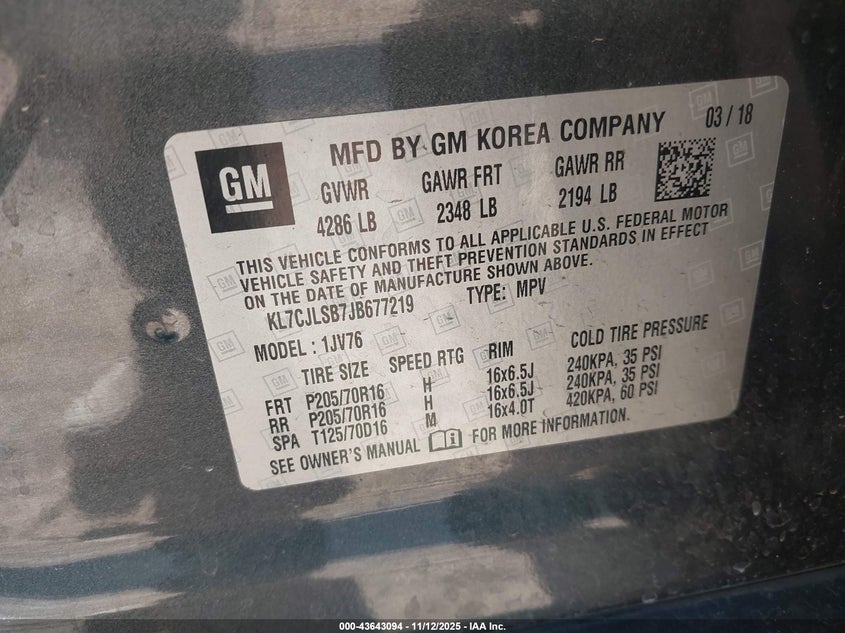 GM
MFD BY GM KOREA COMPANY 03 / 18
GVWR GAWR FRT GAWR RR
4286 LB 2348 LB 2194 LB
THIS VEHICLE CONFORMS TO ALL APPLICABLE U.S. FEDERAL MOTOR
VEHICLE SAFETY AND THEFT PREVENTION STANDARDS IN EFFECT
ON THE DATE OF MANUFACTURE SHOWN ABOVE.
KL7CJLSB7JB677219 TYPE: MPV
MODEL : 1JV76
TIRE SIZE SPEED RTG RIM COLD TIRE PRESSURE
FRT P205/70R16 H 16x6.5J 240KPA, 35 PSI
RR P205/70R16 H 16x6.5J 240KPA, 35 PSI
SPA T125/70D16 M 16x4.0T 420KPA, 60 PSI
SEE OWNER'S MANUAL FOR MORE INFORMATION.
000-43643094 - 11/12/2025 - IAA Inc.